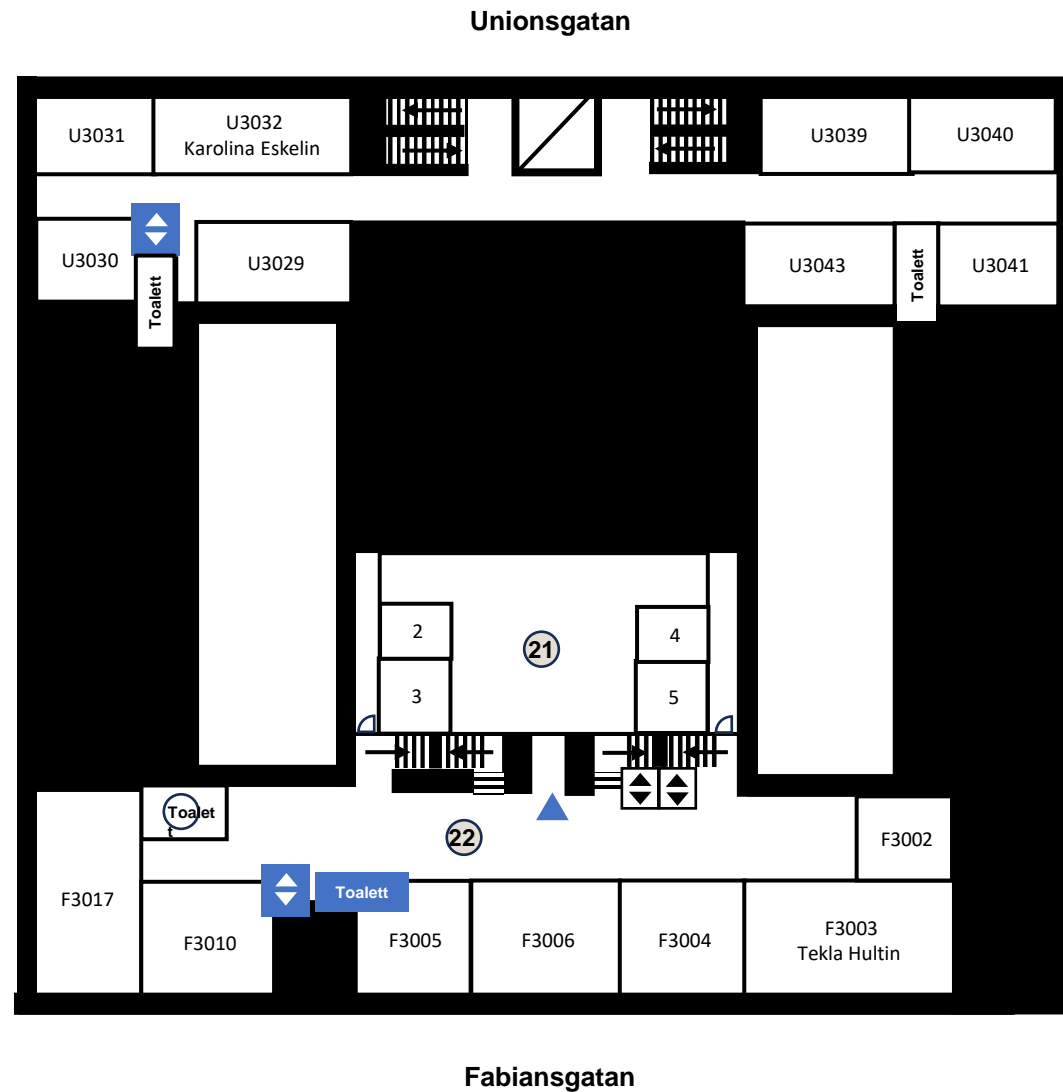 Unionsgatan
U3031
U3032
Karolina Eskelin
U3039
U3040
U3030
U3029
U3043
U3041
Toalett
Toalett
2
4
21
3
5
Toalet
t
22
F3002
F3017
Toalett
F3010
F3005
F3006
F3004
F3003
Tekla Hultin
Fabiansgatan